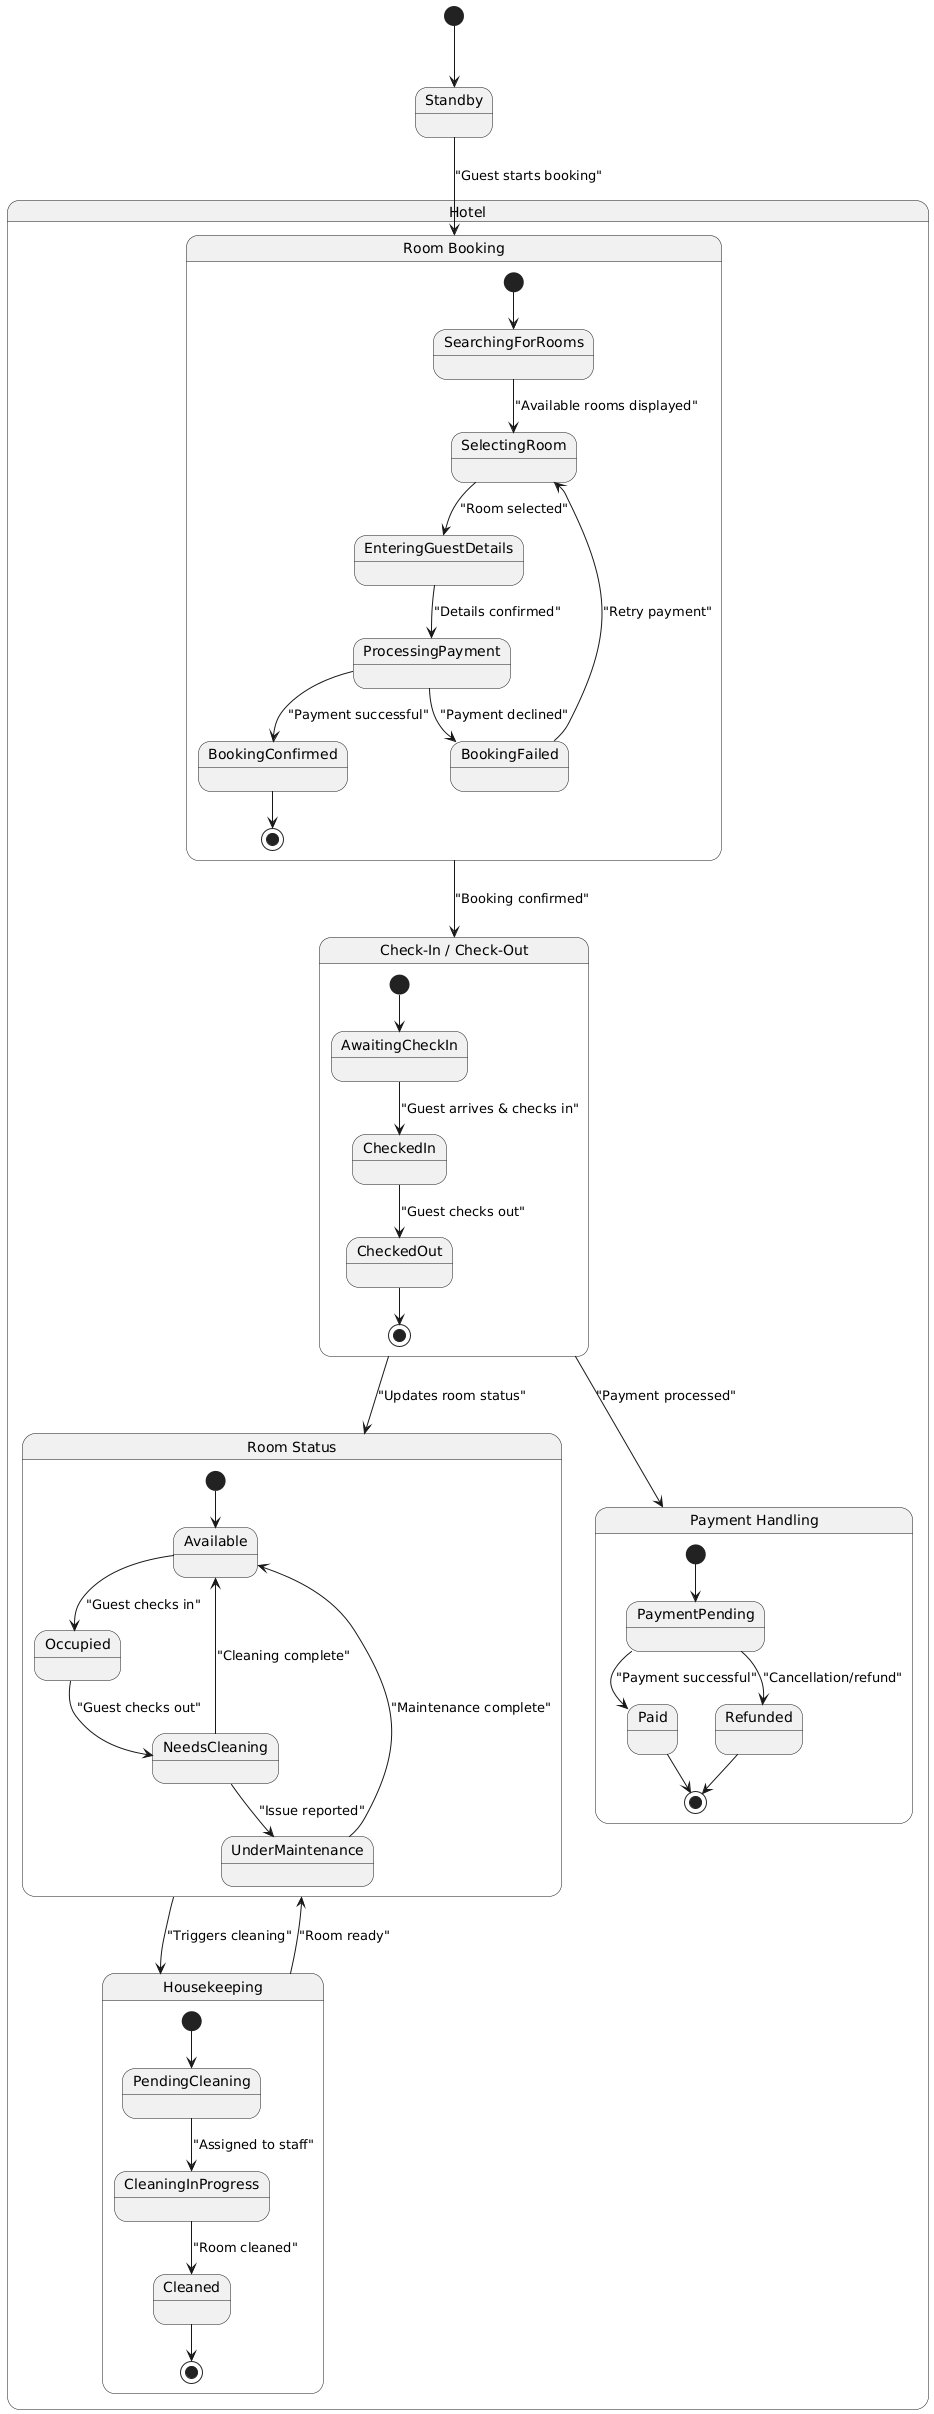 Standby
"Guest starts booking"
Hotel
Room Booking
SearchingForRooms
"Available rooms displayed"
SelectingRoom
"Room selected"
EnteringGuestDetails
"Details confirmed"
"Retry payment"
ProcessingPayment
"Payment successful"
"Payment declined"
BookingConfirmed
BookingFailed
"Booking confirmed"
Check-In / Check-Out
AwaitingCheckIn
"Guest arrives & checks in"
CheckedIn
"Guest checks out"
CheckedOut
"Updates room status"
"Payment processed"
Room Status
Available
"Guest checks in"
Occupied
"Cleaning complete"
"Guest checks out"
"Maintenance complete"
NeedsCleaning
"Issue reported"
UnderMaintenance
Payment Handling
PaymentPending
"Payment successful"
"Cancellation/refund"
Paid
Refunded
"Triggers cleaning"
"Room ready"
Housekeeping
PendingCleaning
"Assigned to staff"
CleaningInProgress
"Room cleaned"
Cleaned